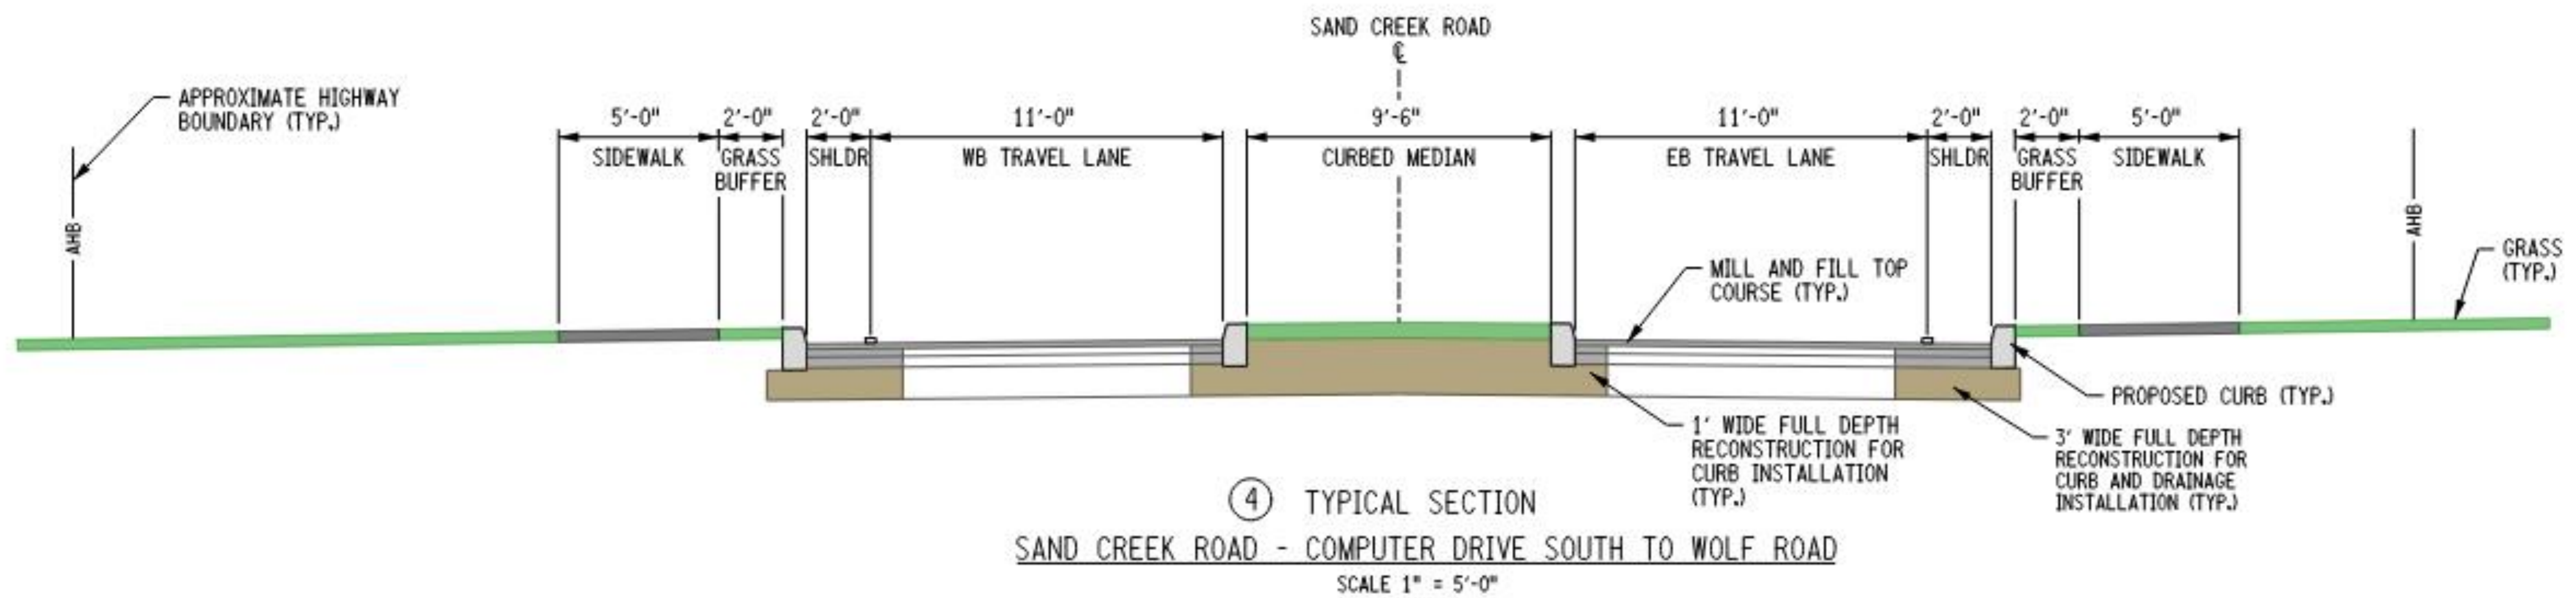 SAND CREEK ROAD
℄
APPROXIMATE HIGHWAY
BOUNDARY (TYP.)
5'-0"
2'-0"
2'-0"
11'-0"
9'-6"
11'-0"
2'-0"
2'-0"
5'-0"
SIDEWALK
GRASS
BUFFER
SHLDR
WB TRAVEL LANE
CURBED MEDIAN
EB TRAVEL LANE
SHLDR
GRASS
BUFFER
SIDEWALK
AHB
AHB
GRASS
(TYP.)
MILL AND FILL TOP
COURSE (TYP.)
PROPOSED CURB (TYP.)
1' WIDE FULL DEPTH
RECONSTRUCTION FOR
CURB INSTALLATION
(TYP.)
3' WIDE FULL DEPTH
RECONSTRUCTION FOR
CURB AND DRAINAGE
INSTALLATION (TYP.)
4 TYPICAL SECTION
SAND CREEK ROAD - COMPUTER DRIVE SOUTH TO WOLF ROAD
SCALE 1" = 5'-0"